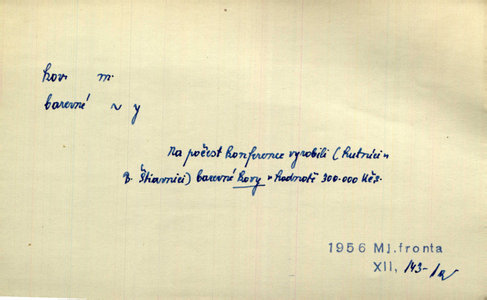 kov m.
barevné ~ y
Na počest konference vyrobili (hutníci v
B. Štiavnici) barevné kovy v hodnotě 300.000 Kčs.
1956 Ml.fronta
XII, 143-